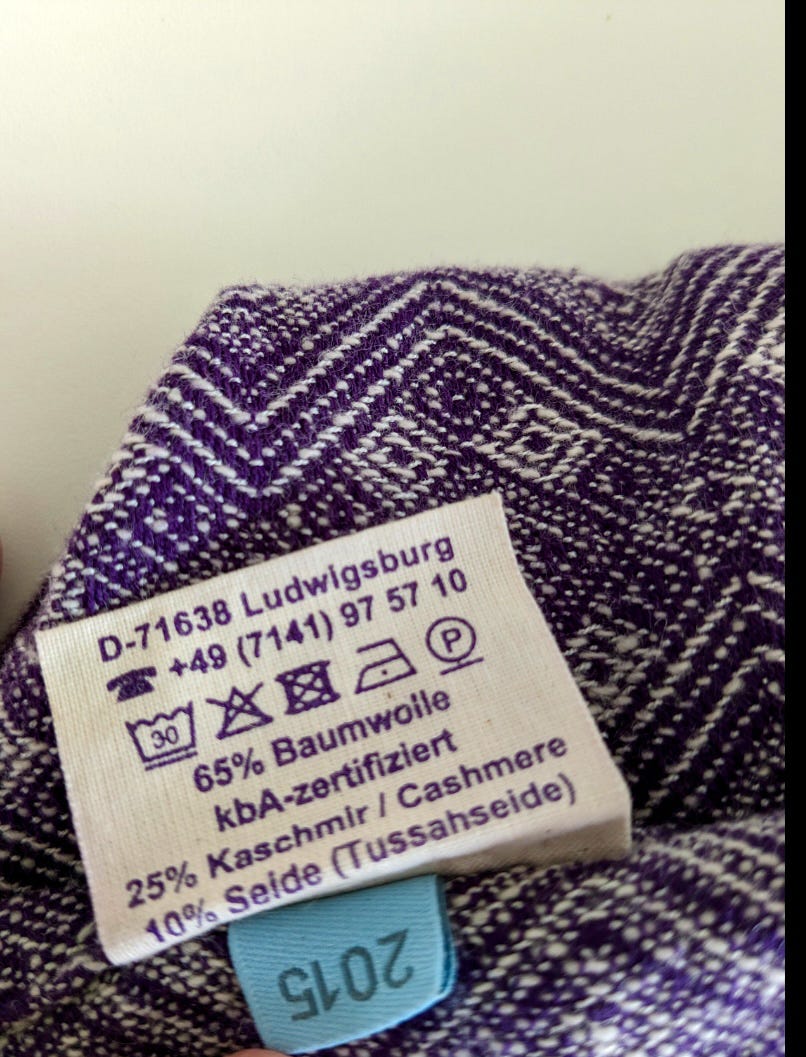 D-71638 Ludwigsburg
☎ +49 (7141) 97 57 10
30 P
65% Baumwolle
kbA-zertifiziert
25% Kaschmir / Cashmere
10% Seide (Tussahseide)
2015